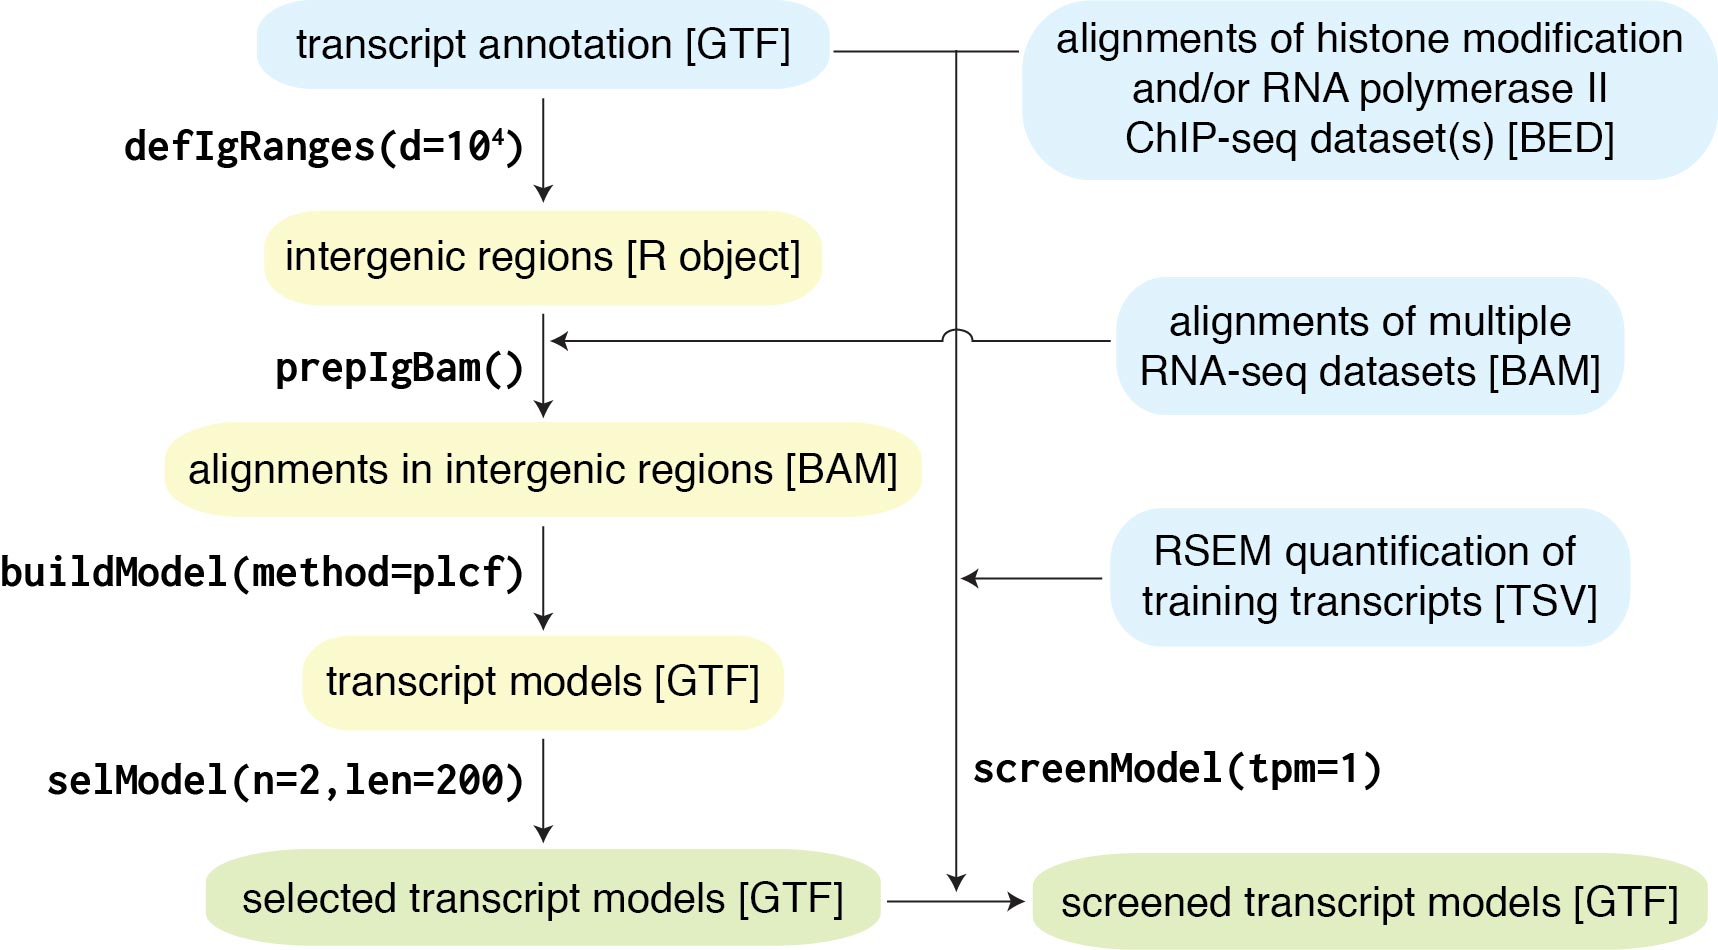 transcript annotation [GTF]
alignments of histone modification
and/or RNA polymerase II
ChIP-seq dataset(s) [BED]
defIgRanges(d=10⁴)
intergenic regions [R object]
alignments of multiple
RNA-seq datasets [BAM]
prepIgBam()
alignments in intergenic regions [BAM]
RSEM quantification of
training transcripts [TSV]
buildModel(method=plcf)
transcript models [GTF]
selModel(n=2,len=200)
screenModel(tpm=1)
selected transcript models [GTF]
screened transcript models [GTF]